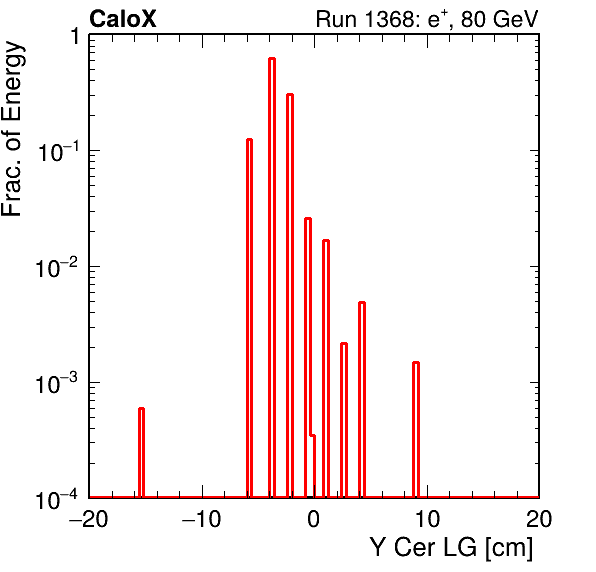 CaloX Run 1368: e⁺, 80 GeV
Frac. of Energy
1
10⁻¹
10⁻²
10⁻³
10⁻⁴
−20 −10 0 10 20
Y Cer LG [cm]